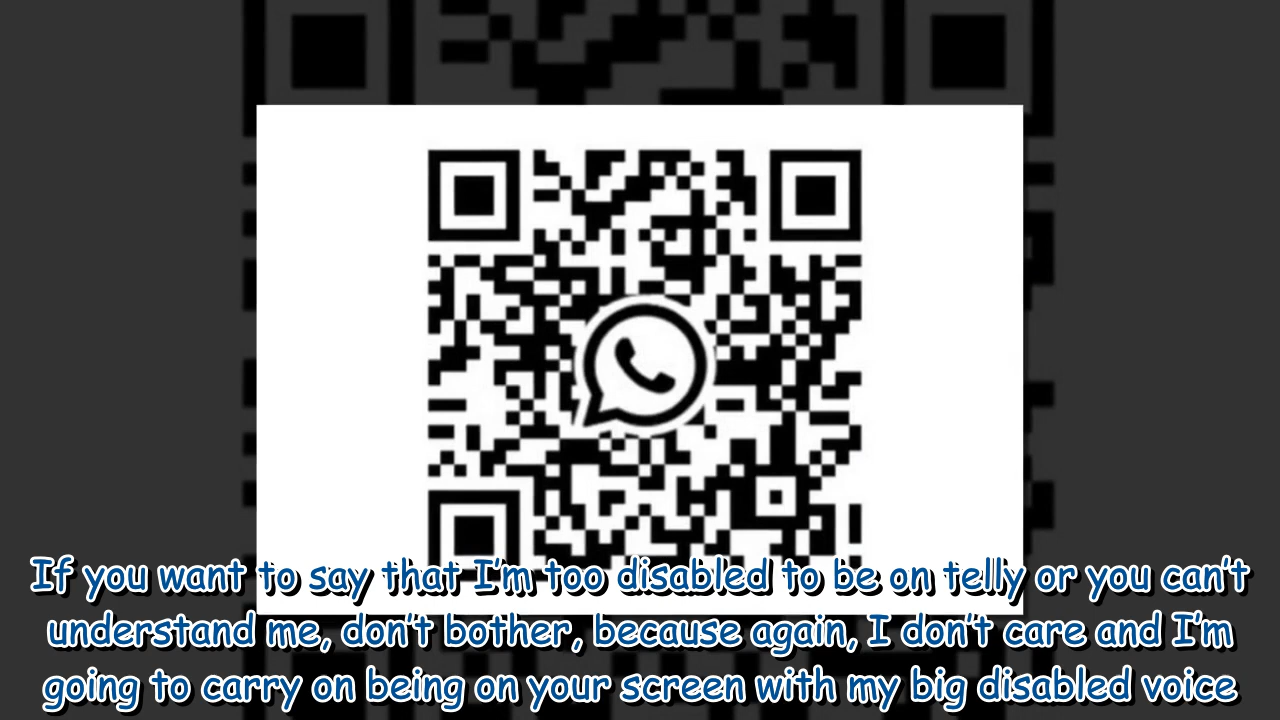 If you want to say that I'm too disabled to be on telly or you can't
understand me, don't bother, because again, I don't care and I'm
going to carry on being on your screen with my big disabled voice